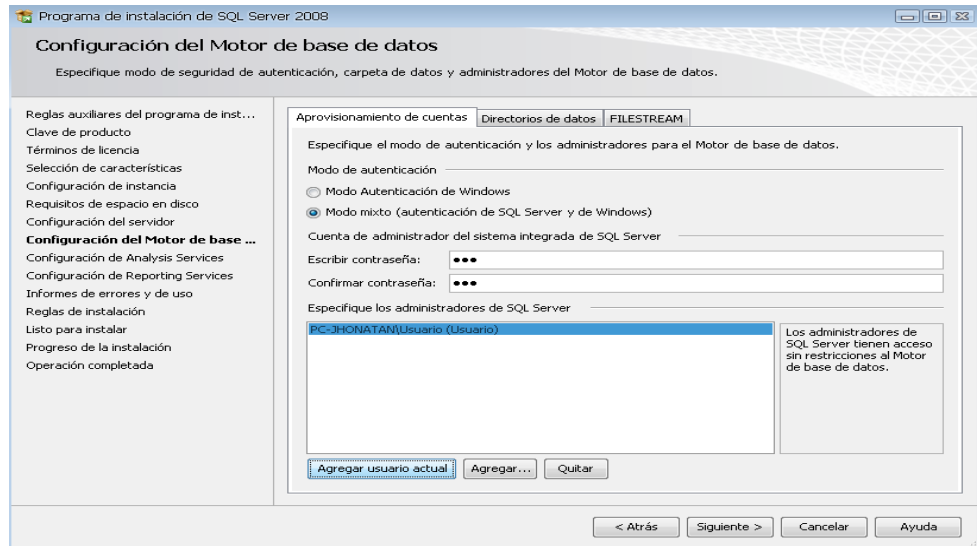 Programa de instalación de SQL Server 2008
Configuración del Motor de base de datos
Especifique modo de seguridad de autenticación, carpeta de datos y administradores del Motor de base de datos.
Reglas auxiliares del programa de inst...
Clave de producto
Términos de licencia
Selección de características
Configuración de instancia
Requisitos de espacio en disco
Configuración del servidor
Configuración del Motor de base ...
Configuración de Analysis Services
Configuración de Reporting Services
Informes de errores y de uso
Reglas de instalación
Listo para instalar
Progreso de la instalación
Operación completada
Aprovisionamiento de cuentas
Directorios de datos
FILESTREAM
Especifique el modo de autenticación y los administradores para el Motor de base de datos.
Modo de autenticación
Modo Autenticación de Windows
Modo mixto (autenticación de SQL Server y de Windows)
Cuenta de administrador del sistema integrada de SQL Server
Escribir contraseña: •••
Confirmar contraseña: •••
Especifique los administradores de SQL Server
PC-JHONATAN\Usuario (Usuario)
Los administradores de
SQL Server tienen acceso
sin restricciones al Motor
de base de datos.
Agregar usuario actual
Agregar...
Quitar
< Atrás
Siguiente >
Cancelar
Ayuda